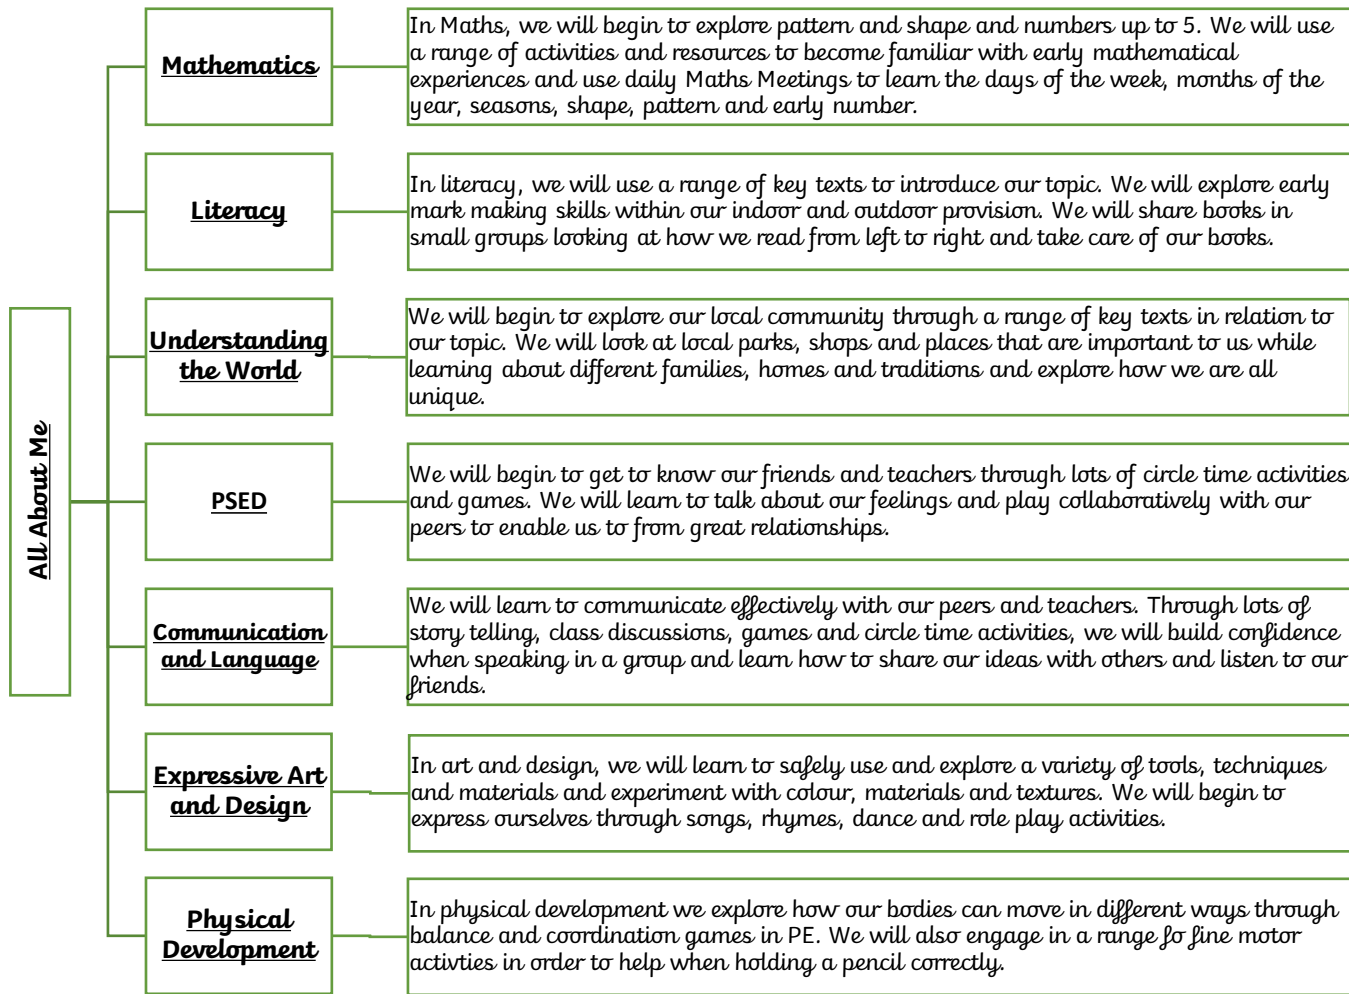 All About Me
Mathematics
In Maths, we will begin to explore pattern and shape and numbers up to 5. We will use
a range of activities and resources to become familiar with early mathematical
experiences and use daily Maths Meetings to learn the days of the week, months of the
year, seasons, shape, pattern and early number.
Literacy
In literacy, we will use a range of key texts to introduce our topic. We will explore early
mark making skills within our indoor and outdoor provision. We will share books in
small groups looking at how we read from left to right and take care of our books.
Understanding
the World
We will begin to explore our local community through a range of key texts in relation to
our topic. We will look at local parks, shops and places that are important to us while
learning about different families, homes and traditions and explore how we are all
unique.
PSED
We will begin to get to know our friends and teachers through lots of circle time activities
and games. We will learn to talk about our feelings and play collaboratively with our
peers to enable us to from great relationships.
Communication
and Language
We will learn to communicate effectively with our peers and teachers. Through lots of
story telling, class discussions, games and circle time activities, we will build confidence
when speaking in a group and learn how to share our ideas with others and listen to our
friends.
Expressive Art
and Design
In art and design, we will learn to safely use and explore a variety of tools, techniques
and materials and experiment with colour, materials and textures. We will begin to
express ourselves through songs, rhymes, dance and role play activities.
Physical
Development
In physical development we explore how our bodies can move in different ways through
balance and coordination games in PE. We will also engage in a range fo fine motor
activties in order to help when holding a pencil correctly.